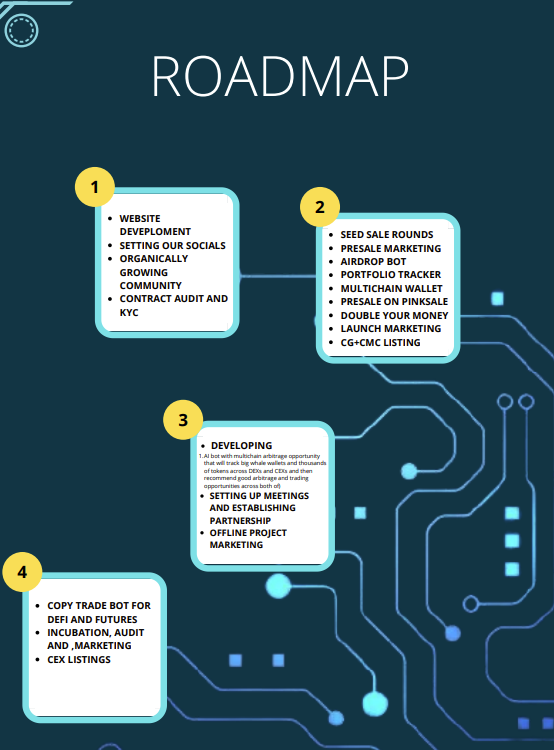 ROADMAP
1
• WEBSITE
DEVEPLOMENT
• SETTING OUR SOCIALS
• ORGANICALLY
GROWING
COMMUNITY
• CONTRACT AUDIT AND
KYC
2
• SEED SALE ROUNDS
• PRESALE MARKETING
• AIRDROP BOT
• PORTFOLIO TRACKER
• MULTICHAIN WALLET
• PRESALE ON PINKSALE
• DOUBLE YOUR MONEY
• LAUNCH MARKETING
• CG+CMC LISTING
3
• DEVELOPING
1. AI bot with multichain arbitrage opportunity
that will track big whale wallets and thousands
of tokens across DEXs and CEXs and then
recommend good arbitrage and trading
opportunities across both of)
• SETTING UP MEETINGS
AND ESTABLISHING
PARTNERSHIP
• OFFLINE PROJECT
MARKETING
4
• COPY TRADE BOT FOR
DEFI AND FUTURES
• INCUBATION, AUDIT
AND ,MARKETING
• CEX LISTINGS